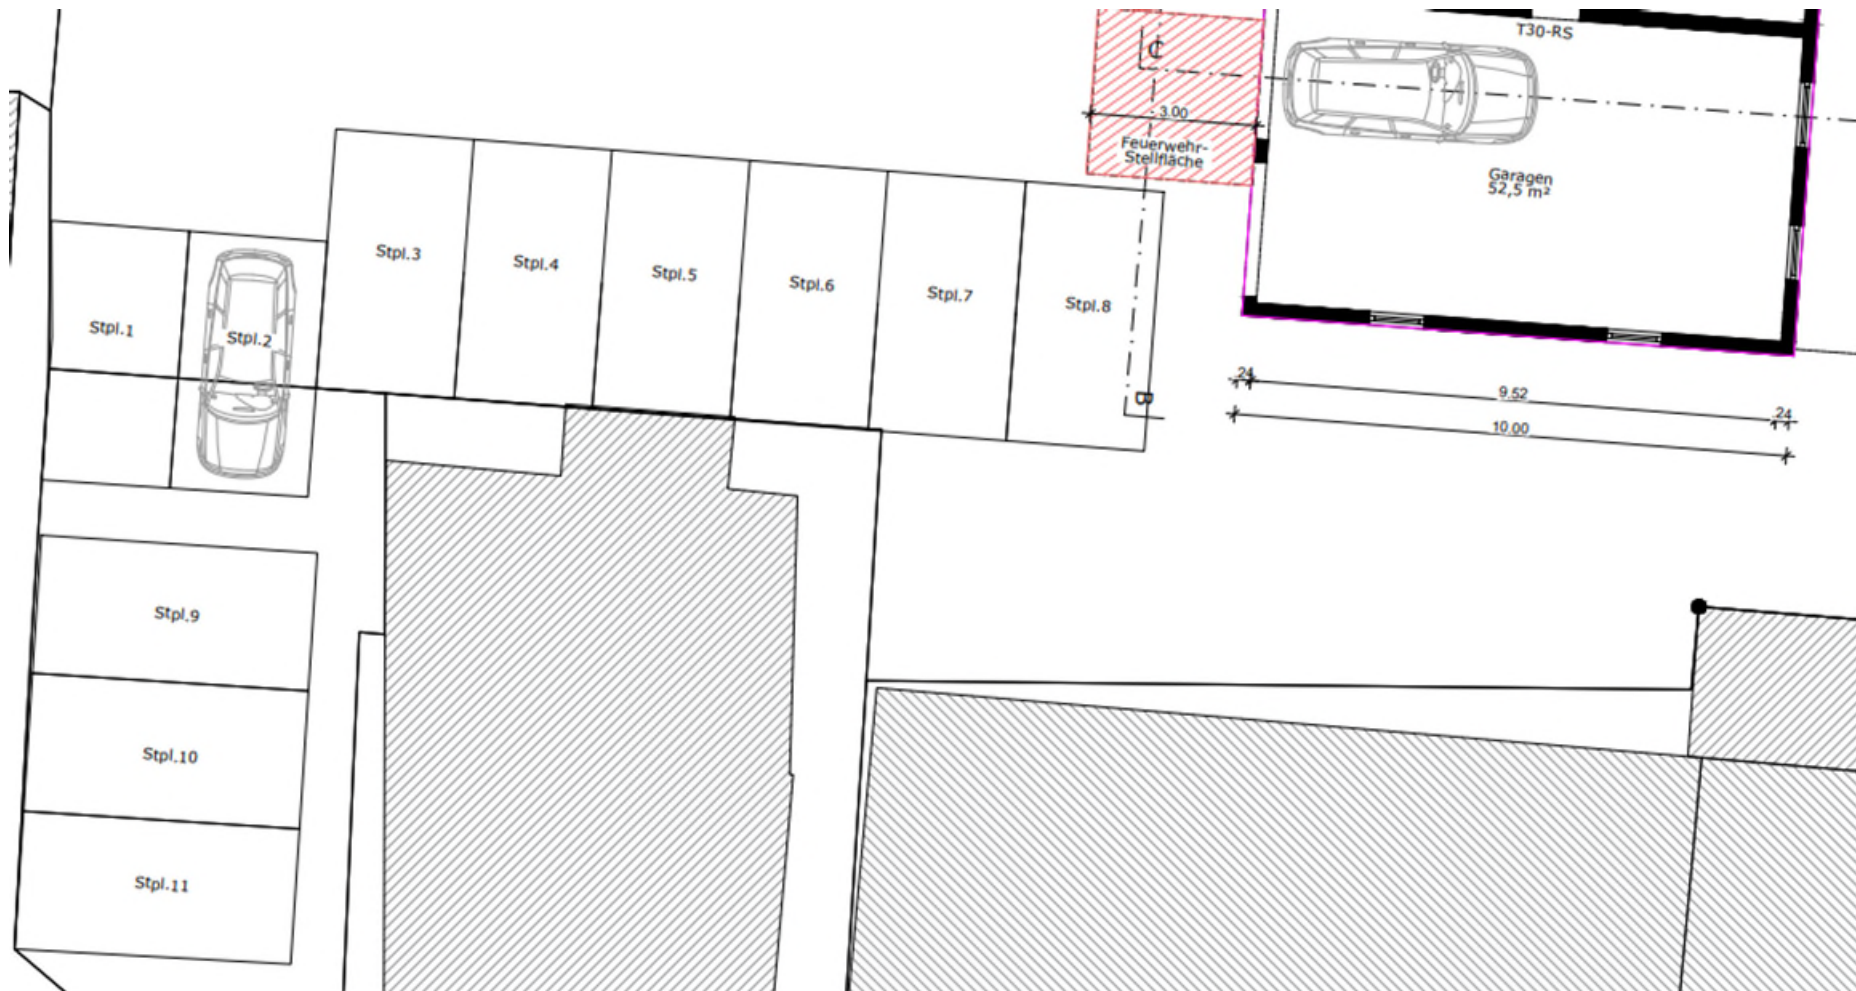 T30-RS
C
3.00
Feuerwehr-
Stellfläche
Garagen
52,5 m²
Stpl.1
Stpl.2
Stpl.3
Stpl.4
Stpl.5
Stpl.6
Stpl.7
Stpl.8
B
24
9.52
24
10.00
Stpl.9
Stpl.10
Stpl.11